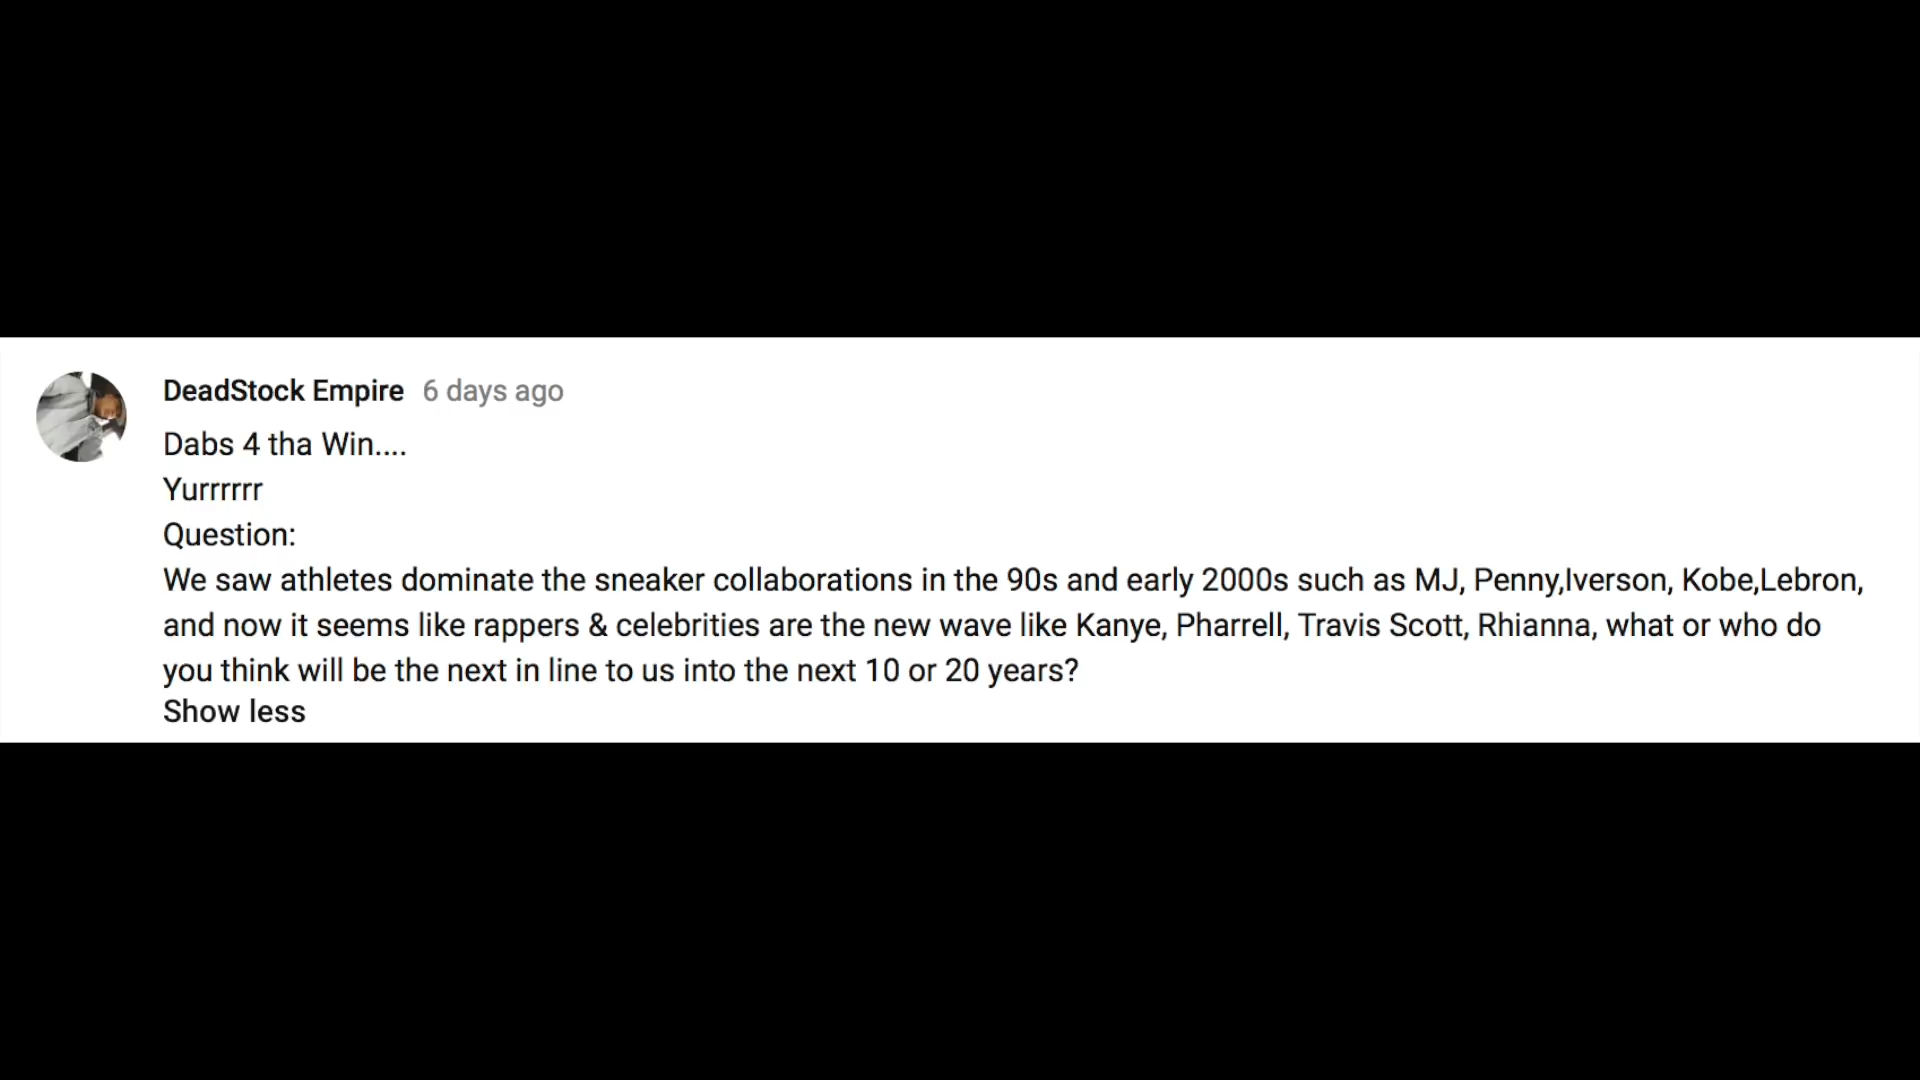 DeadStock Empire 6 days ago
Dabs 4 tha Win....
Yurrrrrr
Question:
We saw athletes dominate the sneaker collaborations in the 90s and early 2000s such as MJ, Penny,Iverson, Kobe,Lebron,
and now it seems like rappers & celebrities are the new wave like Kanye, Pharrell, Travis Scott, Rhianna, what or who do
you think will be the next in line to us into the next 10 or 20 years?
Show less